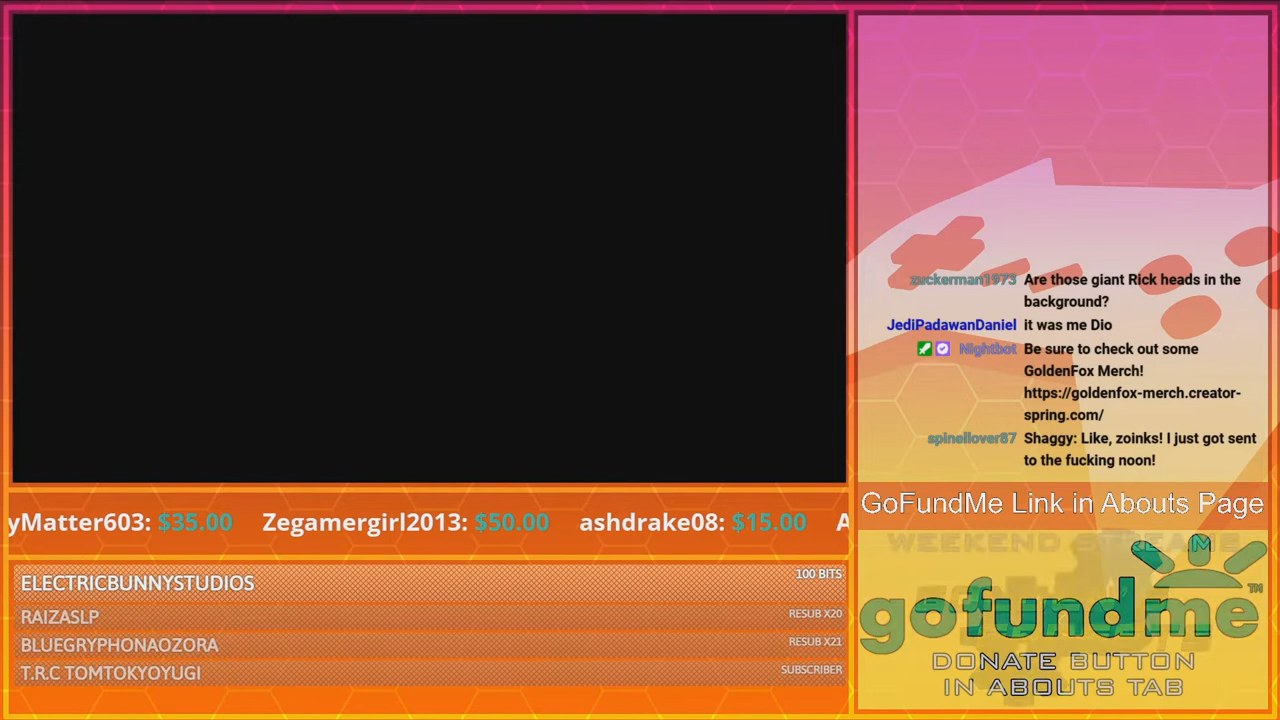 zuckerman1973 Are those giant Rick heads in the
background?
JediPadawanDaniel it was me Dio
Nightbot Be sure to check out some
GoldenFox Merch!
https://goldenfox-merch.creator-
spring.com/
spinellover87 Shaggy: Like, zoinks! I just got sent
to the fucking noon!
GoFundMe Link in Abouts Page
WEEKEND STREAMS
gofundme™
DONATE BUTTON
IN ABOUTS TAB
yMatter603: $35.00 Zegamergirl2013: $50.00 ashdrake08: $15.00 A
ELECTRICBUNNYSTUDIOS 100 BITS
RAIZASLP RESUB X20
BLUEGRYPHONAOZORA RESUB X21
T.R.C TOMTOKYOYUGI SUBSCRIBER